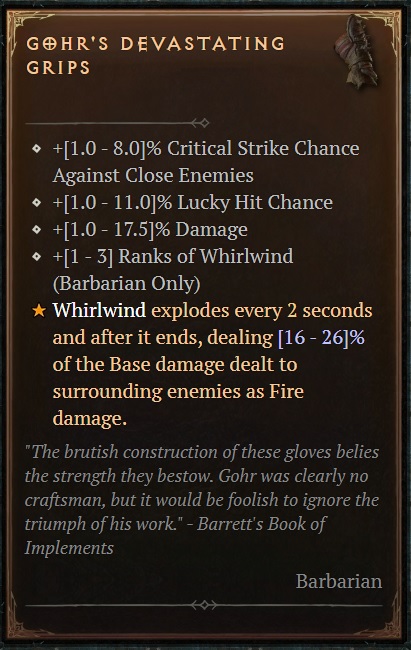 GOHR'S DEVASTATING
GRIPS
+[1.0 - 8.0]% Critical Strike Chance
Against Close Enemies
+[1.0 - 11.0]% Lucky Hit Chance
+[1.0 - 17.5]% Damage
+[1 - 3] Ranks of Whirlwind
(Barbarian Only)
Whirlwind explodes every 2 seconds
and after it ends, dealing [16 - 26]%
of the Base damage dealt to
surrounding enemies as Fire
damage.
"The brutish construction of these gloves belies
the strength they bestow. Gohr was clearly no
craftsman, but it would be foolish to ignore the
triumph of his work." - Barrett's Book of
Implements
Barbarian